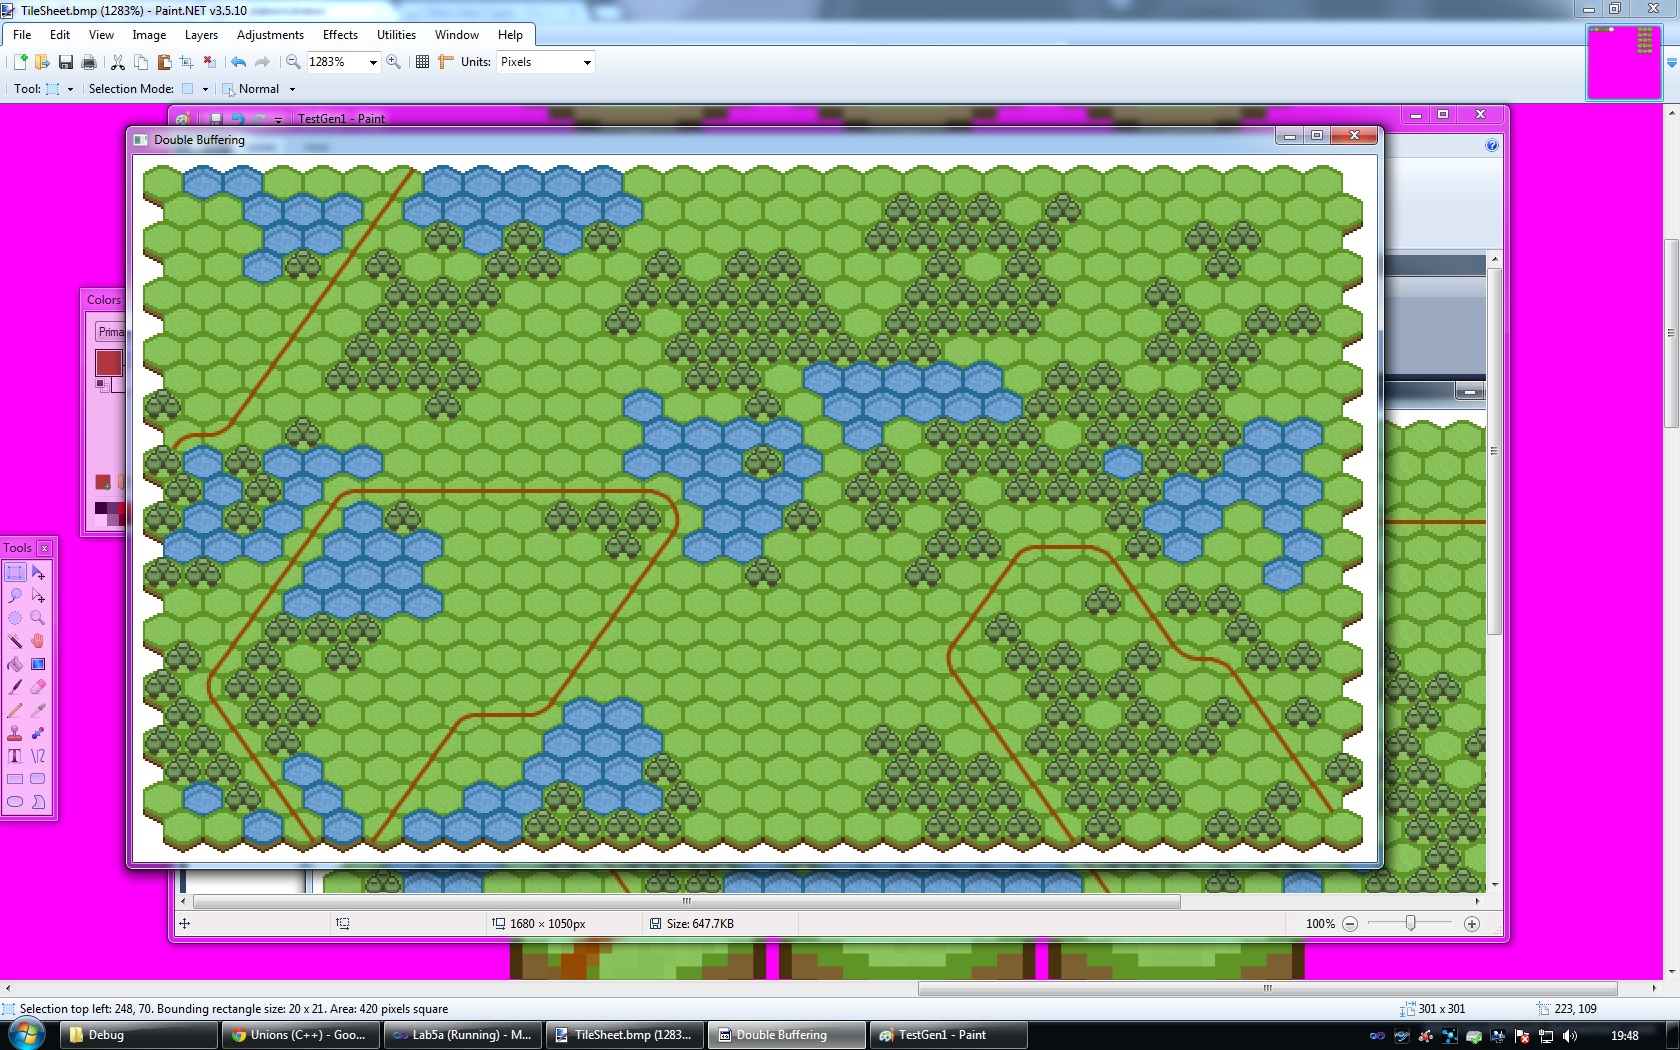 TileSheet.bmp (1283%) - Paint.NET v3.5.10
File Edit View Image Layers Adjustments Effects Utilities Window Help
1283% Units: Pixels
Tool: Selection Mode: Normal
TestGen1 - Paint
Double Buffering
Colors
Prima
Tools
1680 × 1050px Size: 647.7KB 100%
Selection top left: 248, 70. Bounding rectangle size: 20 x 21. Area: 420 pixels square 301 x 301 223, 109
Debug Unions (C++) - Goo... Lab5a (Running) - M... TileSheet.bmp (1283... Double Buffering TestGen1 - Paint 19:48